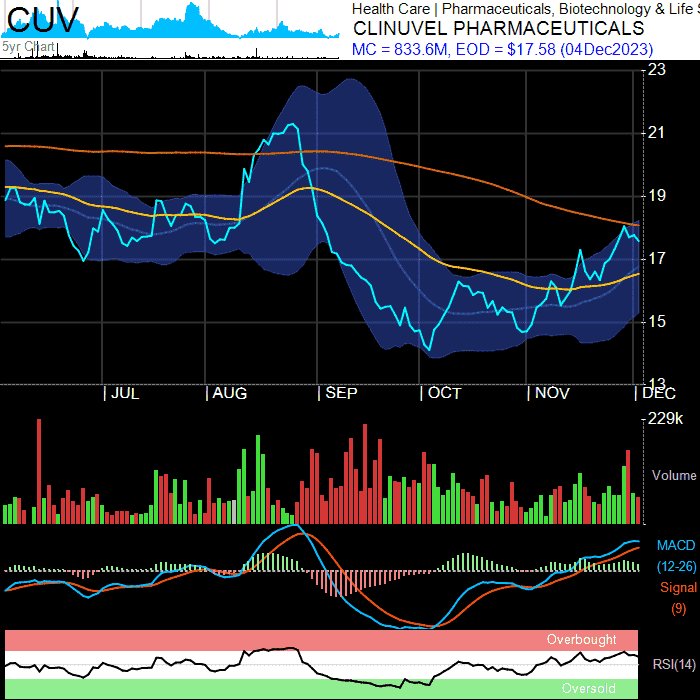 CUV
5yr Chart
Health Care | Pharmaceuticals, Biotechnology & Life S
CLINUVEL PHARMACEUTICALS
MC = 833.6M, EOD = $17.58 (04Dec2023)
23
21
19
17
15
13
JUL AUG SEP OCT NOV DEC
229k
Volume
MACD
(12-26)
Signal
(9)
Overbought
RSI(14)
Oversold